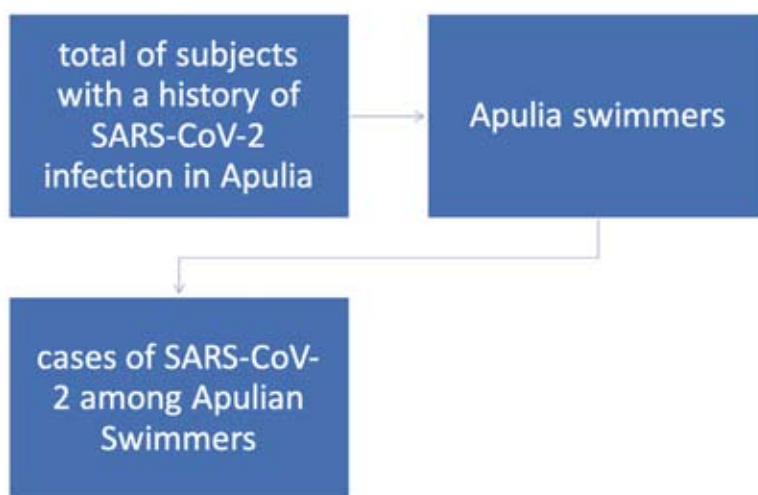 total of subjects
with a history of
SARS-CoV-2
infection in Apulia
Apulia swimmers
cases of SARS-CoV-
2 among Apulian
Swimmers